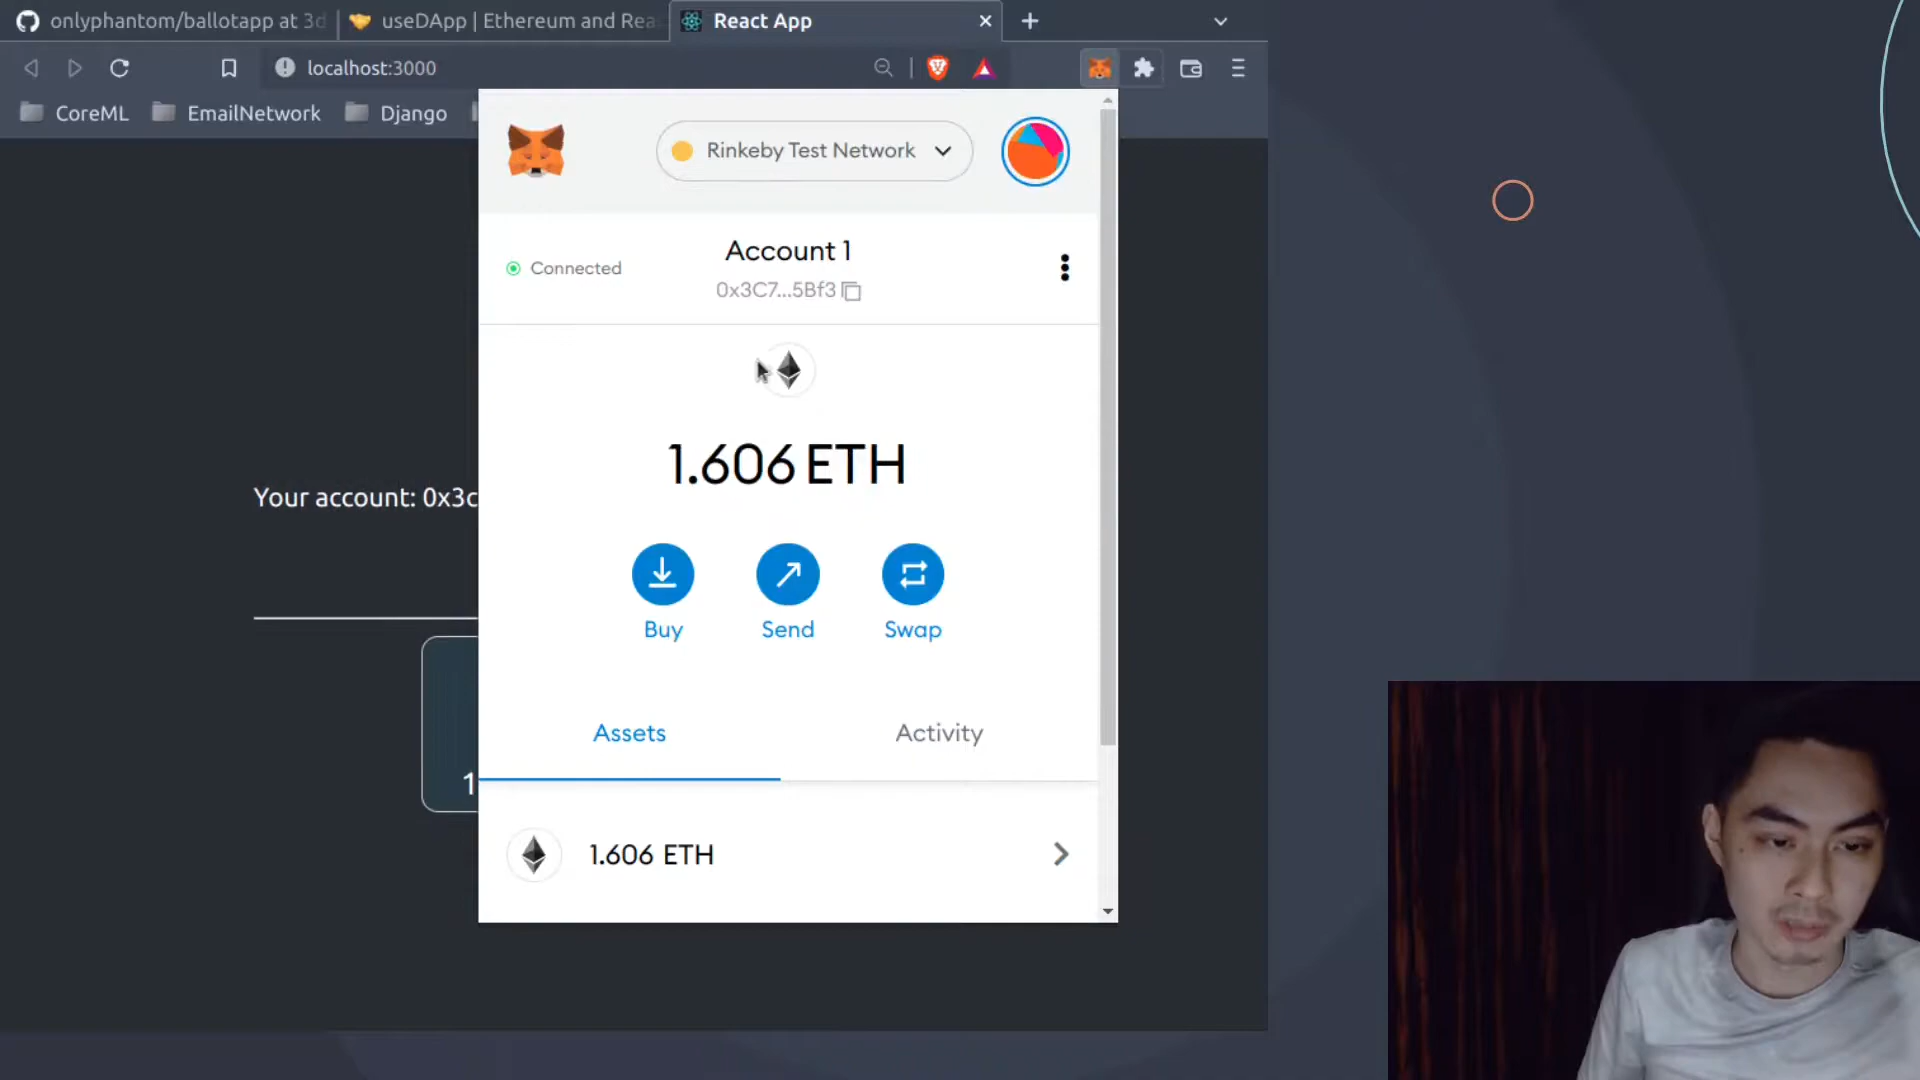 onlyphantom/ballotapp at 3d
useDApp | Ethereum and Rea
React App
localhost:3000
CoreML
EmailNetwork
Django
Rinkeby Test Network
Connected
Account 1
0x3C7...5Bf3
1.606 ETH
Your account: 0x3c
Buy
Send
Swap
Assets
Activity
1
1.606 ETH